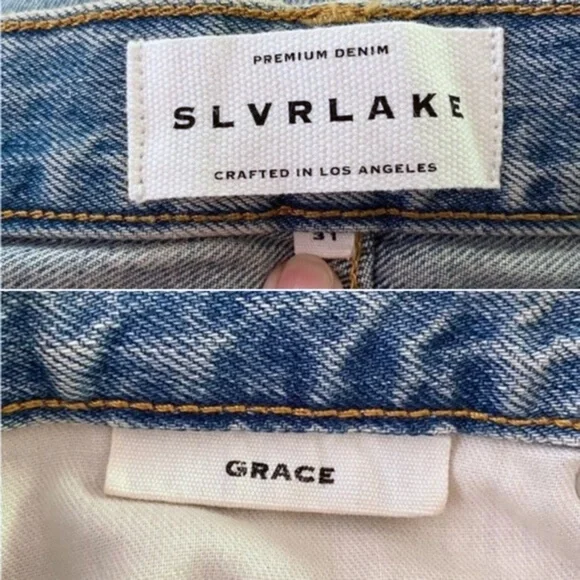 PREMIUM DENIM
SLVRLAKE
CRAFTED IN LOS ANGELES
31
GRACE